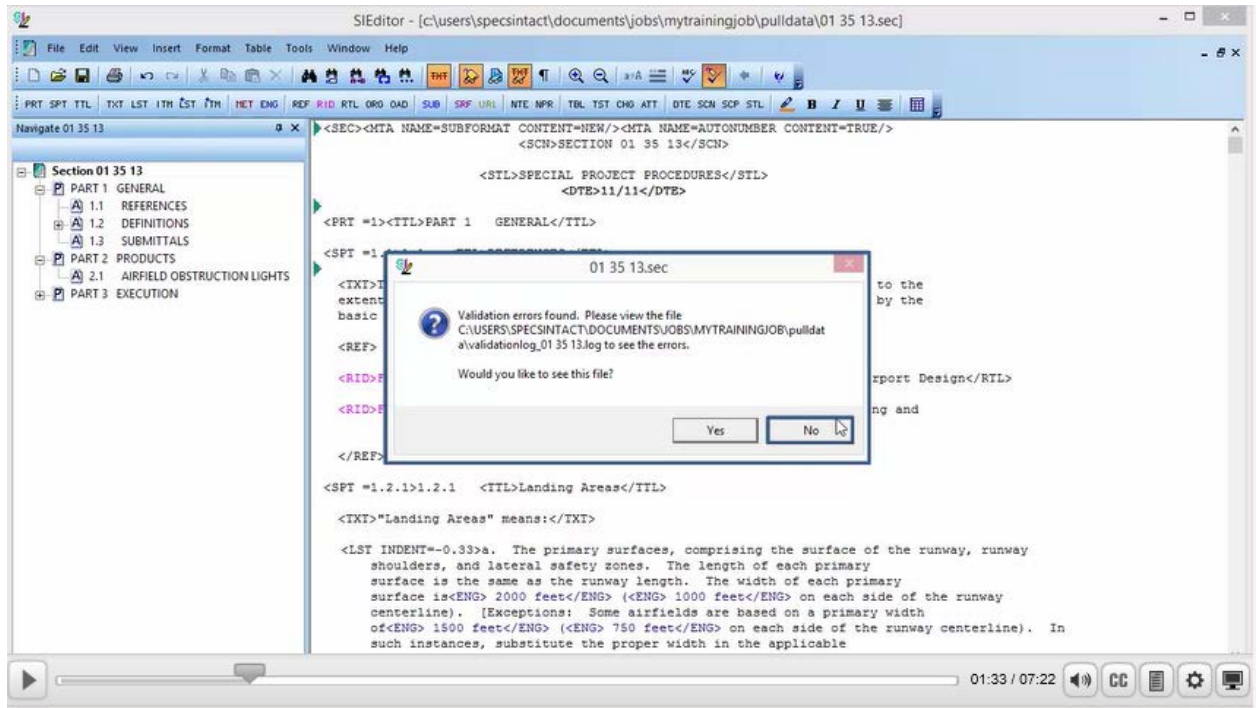 SIEditor - [c:\users\specsintact\documents\jobs\mytrainingjob\pulldata\01 35 13.sec]
File Edit View Insert Format Table Tools Window Help
PRT SPT TTL TXT LST ITM LST ITM MET ENG REF RID RTL ORG OAD SUB SRF URL NTE NPR TBL TST CHG ATT DTE SCN SCP STL B I U
Navigate 01 35 13
Section 01 35 13
PART 1 GENERAL
1.1 REFERENCES
1.2 DEFINITIONS
1.3 SUBMITTALS
PART 2 PRODUCTS
2.1 AIRFIELD OBSTRUCTION LIGHTS
PART 3 EXECUTION
<SEC><MTA NAME=SUBFORMAT CONTENT=NEW/><MTA NAME=AUTONUMBER CONTENT=TRUE/>
<SCN>SECTION 01 35 13</SCN>
<STL>SPECIAL PROJECT PROCEDURES</STL>
<DTE>11/11</DTE>
<PRT =1><TTL>PART 1 GENERAL</TTL>
<SPT =1.
<TXT>T to the
extent by the
basic
<REF>
<RID>F rport Design</RTL>
<RID>F ng and
</REF>
01 35 13.sec
Validation errors found. Please view the file
C:\USERS\SPECSINTACT\DOCUMENTS\JOBS\MYTRAININGJOB\pulldat
a\validationlog_01 35 13.log to see the errors.
Would you like to see this file?
Yes No
<SPT =1.2.1>1.2.1 <TTL>Landing Areas</TTL>
<TXT>"Landing Areas" means:</TXT>
<LST INDENT=-0.33>a. The primary surfaces, comprising the surface of the runway, runway
shoulders, and lateral safety zones. The length of each primary
surface is the same as the runway length. The width of each primary
surface is<ENG> 2000 feet</ENG> (<ENG> 1000 feet</ENG> on each side of the runway
centerline). [Exceptions: Some airfields are based on a primary width
of<ENG> 1500 feet</ENG> (<ENG> 750 feet</ENG> on each side of the runway centerline). In
such instances, substitute the proper width in the applicable
01:33 / 07:22 CC